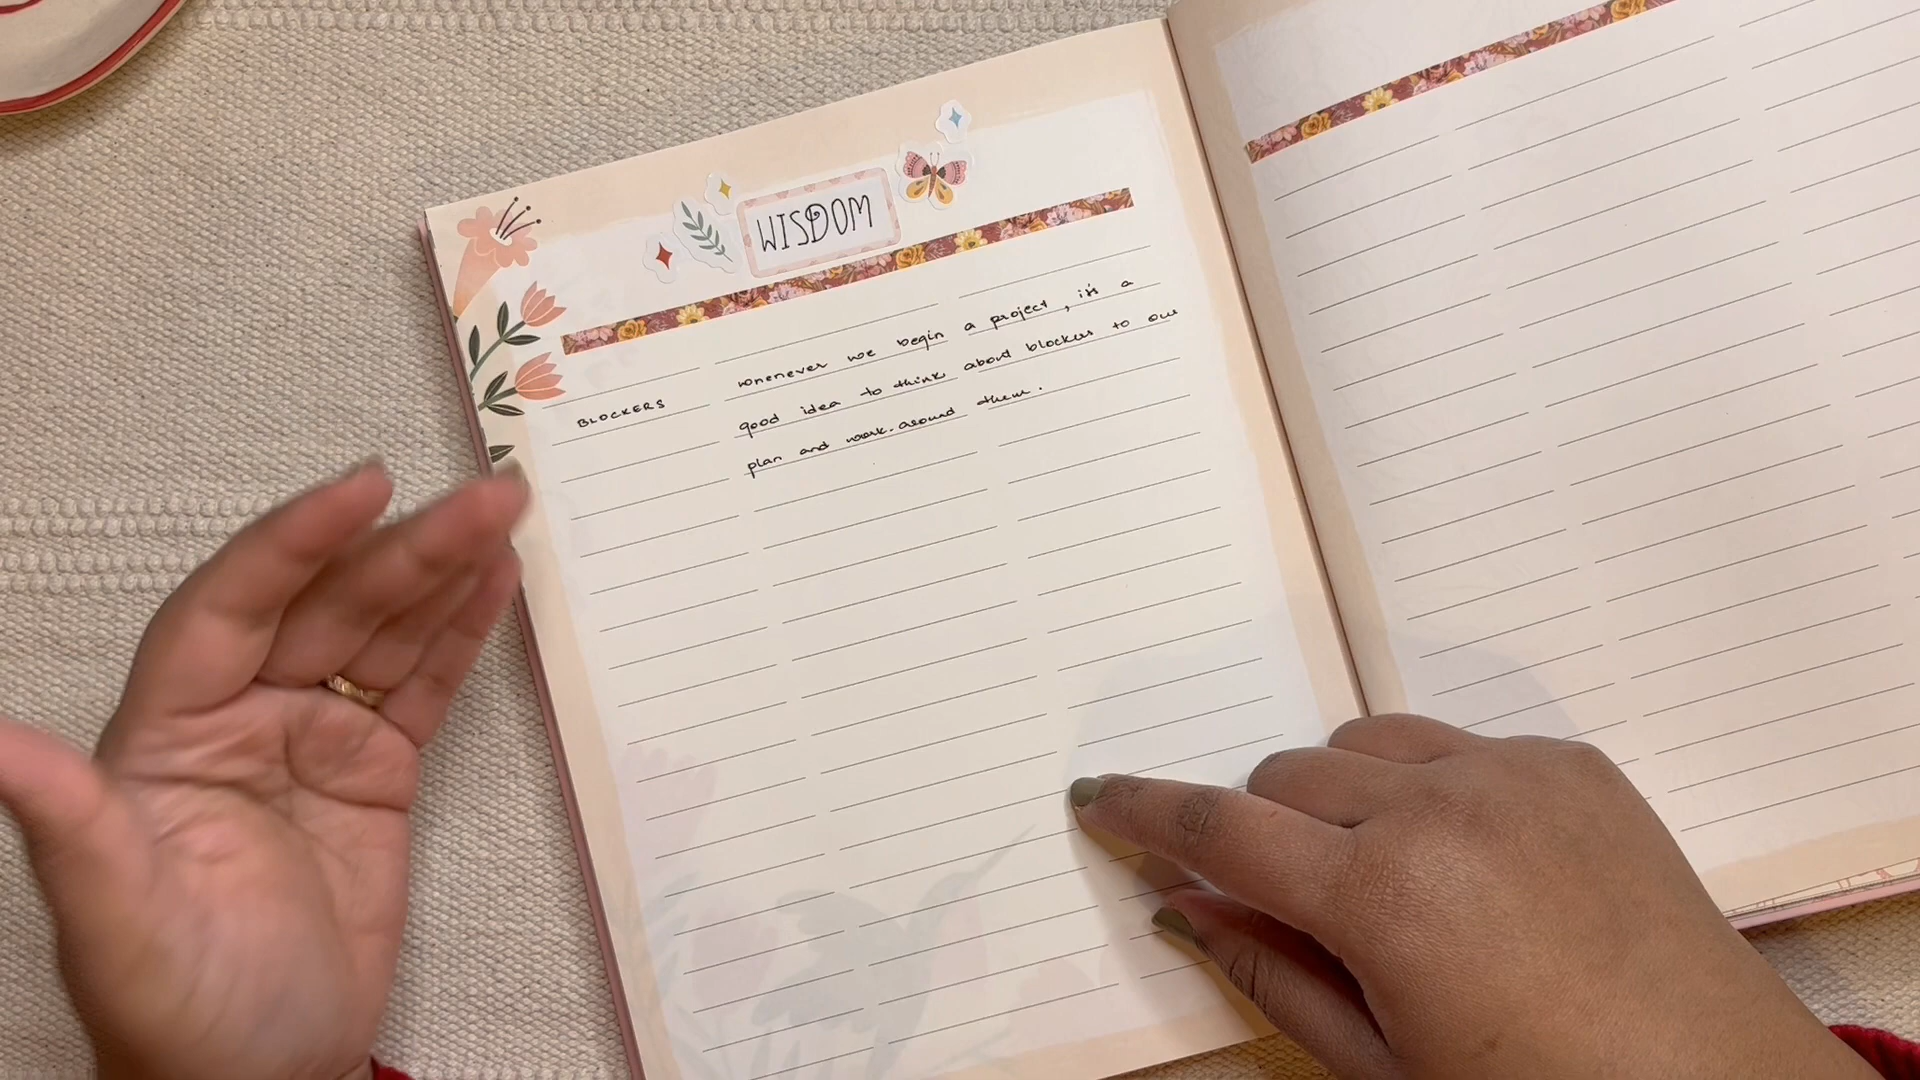 WISDOM
BLOCKERS
whenever we begin a project, it's a
good idea to think about blockers to our
plan and work around them.